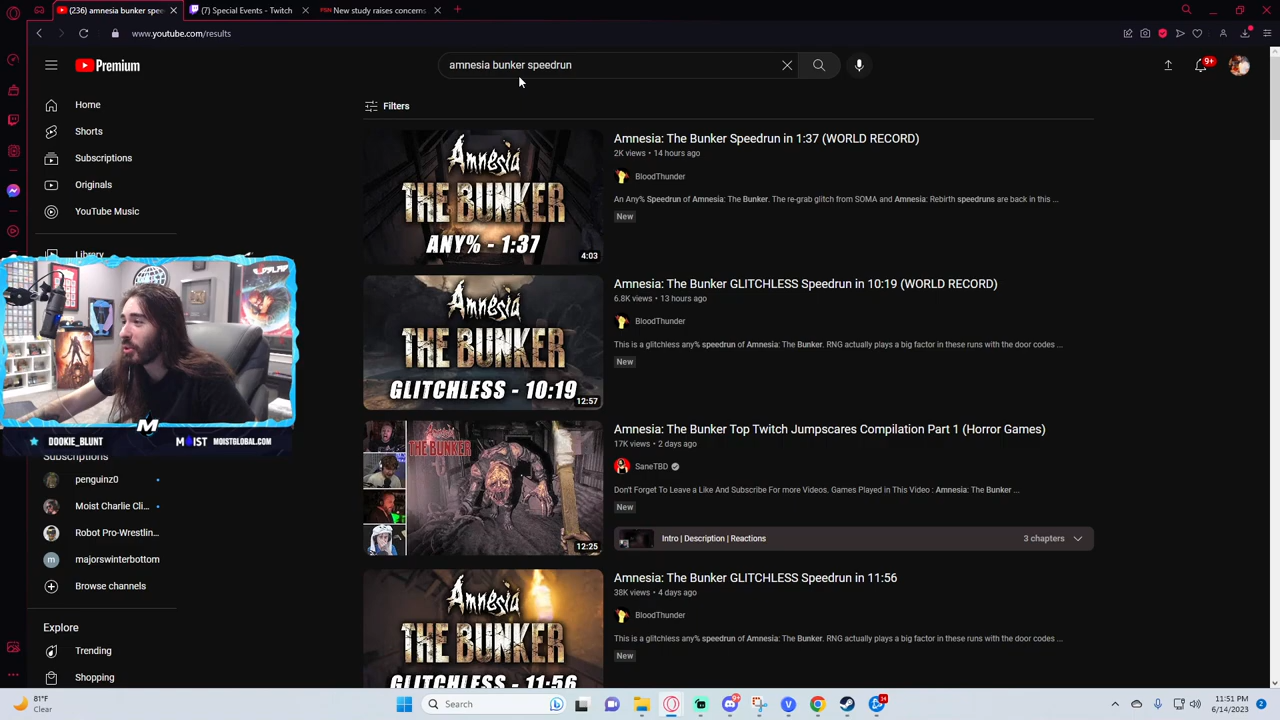 (236) amnesia bunker spee
(7) Special Events - Twitch
New study raises concerns
www.youtube.com/results
Premium
amnesia bunker speedrun
9+
Home
Shorts
Subscriptions
Originals
YouTube Music
Library
Subscriptions
penguinz0
Moist Charlie Cli...
Robot Pro-Wrestlin...
majorswinterbottom
Browse channels
Explore
Trending
Shopping
DOOKIE_BLUNT
MOIST
MOISTGLOBAL.COM
Filters
Amnesia
THE BUNKER
ANY% - 1:37
4:03
Amnesia: The Bunker Speedrun in 1:37 (WORLD RECORD)
2K views • 14 hours ago
BloodThunder
An Any% Speedrun of Amnesia: The Bunker. The re-grab glitch from SOMA and Amnesia: Rebirth speedruns are back in this ...
New
Amnesia
THE BUNKER
GLITCHLESS - 10:19
12:57
Amnesia: The Bunker GLITCHLESS Speedrun in 10:19 (WORLD RECORD)
6.8K views • 13 hours ago
BloodThunder
This is a glitchless any% speedrun of Amnesia: The Bunker. RNG actually plays a big factor in these runs with the door codes ...
New
Amnesia
THE BUNKER
12:25
Amnesia: The Bunker Top Twitch Jumpscares Compilation Part 1 (Horror Games)
17K views • 2 days ago
SaneTBD
Don't Forget To Leave a Like And Subscribe For more Videos. Games Played in This Video : Amnesia: The Bunker ...
New
Intro | Description | Reactions
3 chapters
Amnesia
THE BUNKER
GLITCHLESS - 11:56
Amnesia: The Bunker GLITCHLESS Speedrun in 11:56
38K views • 4 days ago
BloodThunder
This is a glitchless any% speedrun of Amnesia: The Bunker. RNG actually plays a big factor in these runs with the door codes ...
New
81°F
Clear
Search
9+
14
11:51 PM
6/14/2023
2